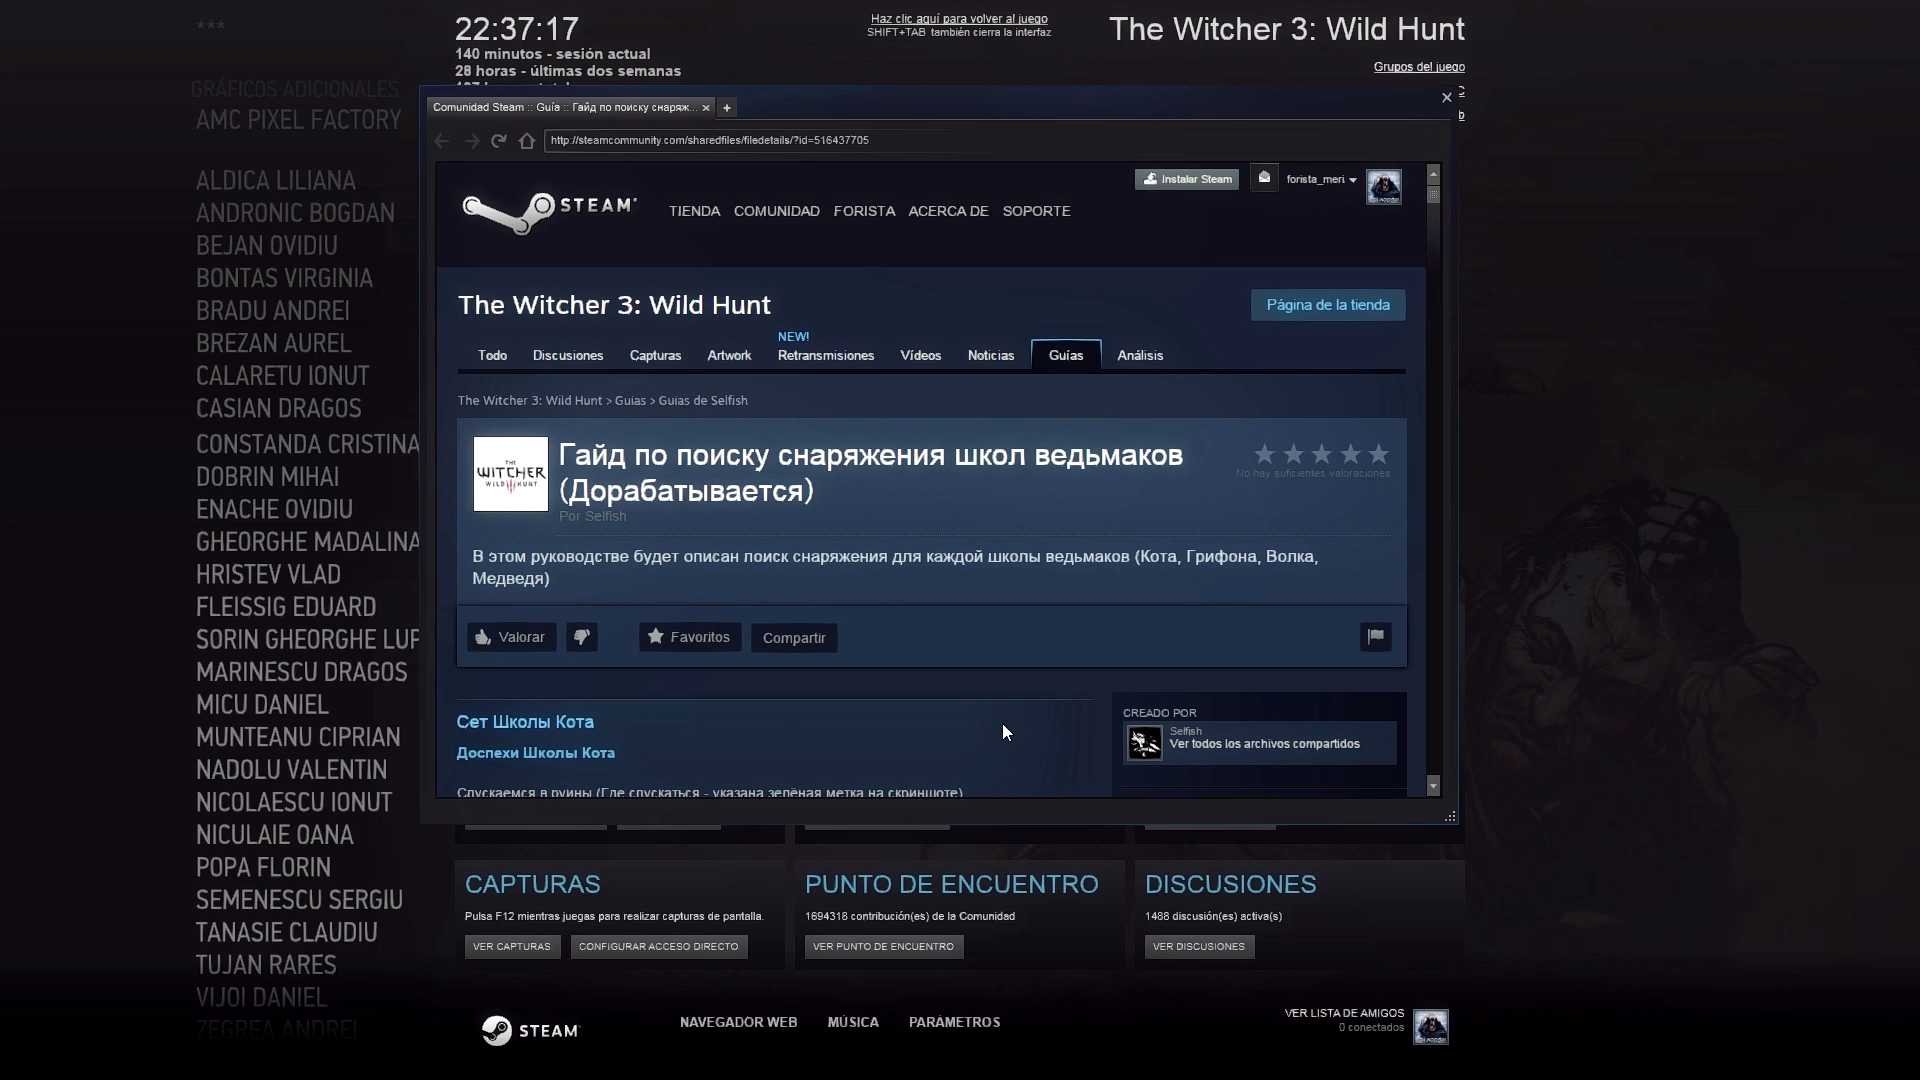 ***
GRÁFICOS ADICIONALES
AMC PIXEL FACTORY
ALDICA LILIANA
ANDRONIC BOGDAN
BEJAN OVIDIU
BONTAS VIRGINIA
BRADU ANDREI
BREZAN AUREL
CALARETU IONUT
CASIAN DRAGOS
CONSTANDA CRISTINA
DOBRIN MIHAI
ENACHE OVIDIU
GHEORGHE MADALINA
HRISTEV VLAD
FLEISSIG EDUARD
SORIN GHEORGHE LUP
MARINESCU DRAGOS
MICU DANIEL
MUNTEANU CIPRIAN
NADOLU VALENTIN
NICOLAESCU IONUT
NICULAIE OANA
POPA FLORIN
SEMENESCU SERGIU
TANASIE CLAUDIU
TUJAN RARES
VIJOI DANIEL
ZEGREA ANDREI
22:37:17
140 minutos - sesión actual
28 horas - últimas dos semanas
Haz clic aquí para volver al juego
SHIFT+TAB también cierra la interfaz
The Witcher 3: Wild Hunt
Grupos del juego
Comunidad Steam :: Guía :: Гайд по поиску снаряж... × +
http://steamcommunity.com/sharedfiles/filedetails/?id=516437705
Instalar Steam
forista_meri
STEAM
TIENDA COMUNIDAD FORISTA ACERCA DE SOPORTE
The Witcher 3: Wild Hunt
Página de la tienda
NEW!
Todo Discusiones Capturas Artwork Retransmisiones Vídeos Noticias Guías Análisis
The Witcher 3: Wild Hunt > Guias > Guias de Selfish
THE WITCHER WILD HUNT
Гайд по поиску снаряжения школ ведьмаков
(Дорабатывается)
Por Selfish
No hay suficientes valoraciones
В этом руководстве будет описан поиск снаряжения для каждой школы ведьмаков (Кота, Грифона, Волка,
Медведя)
Valorar Favoritos Compartir
Сет Школы Кота
Доспехи Школы Кота
Спускаемся в руины (Где спускаться - указана зелёная метка на скриншоте)
CREADO POR
Selfish
Ver todos los archivos compartidos
CAPTURAS
Pulsa F12 mientras juegas para realizar capturas de pantalla.
VER CAPTURAS CONFIGURAR ACCESO DIRECTO
PUNTO DE ENCUENTRO
1694318 contribución(es) de la Comunidad
VER PUNTO DE ENCUENTRO
DISCUSIONES
1488 discusión(es) activa(s)
VER DISCUSIONES
STEAM
NAVEGADOR WEB MÚSICA PARÁMETROS
VER LISTA DE AMIGOS
0 conectados